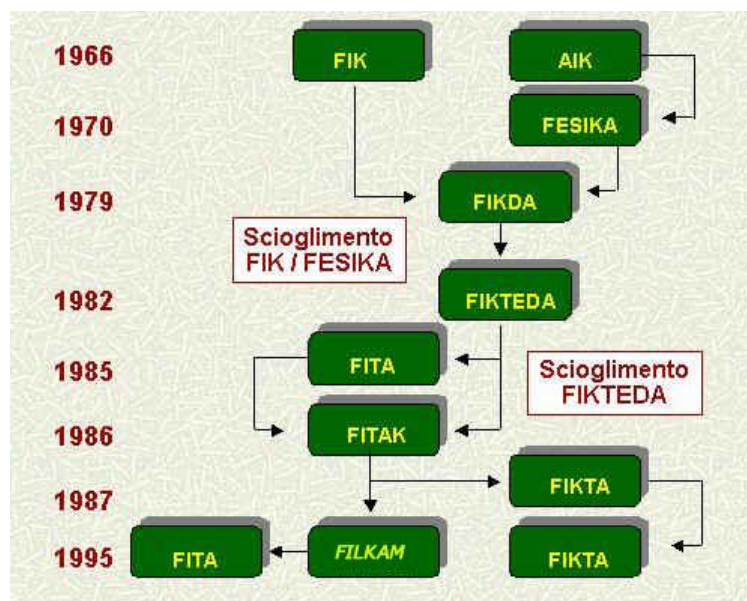 1966
FIK
AIK
1970
FESIKA
1979
FIKDA
Scioglimento
FIK / FESIKA
1982
FIKTEDA
1985
FITA
Scioglimento
FIKTEDA
1986
FITAK
1987
FIKTA
1995
FITA
FILKAM
FIKTA